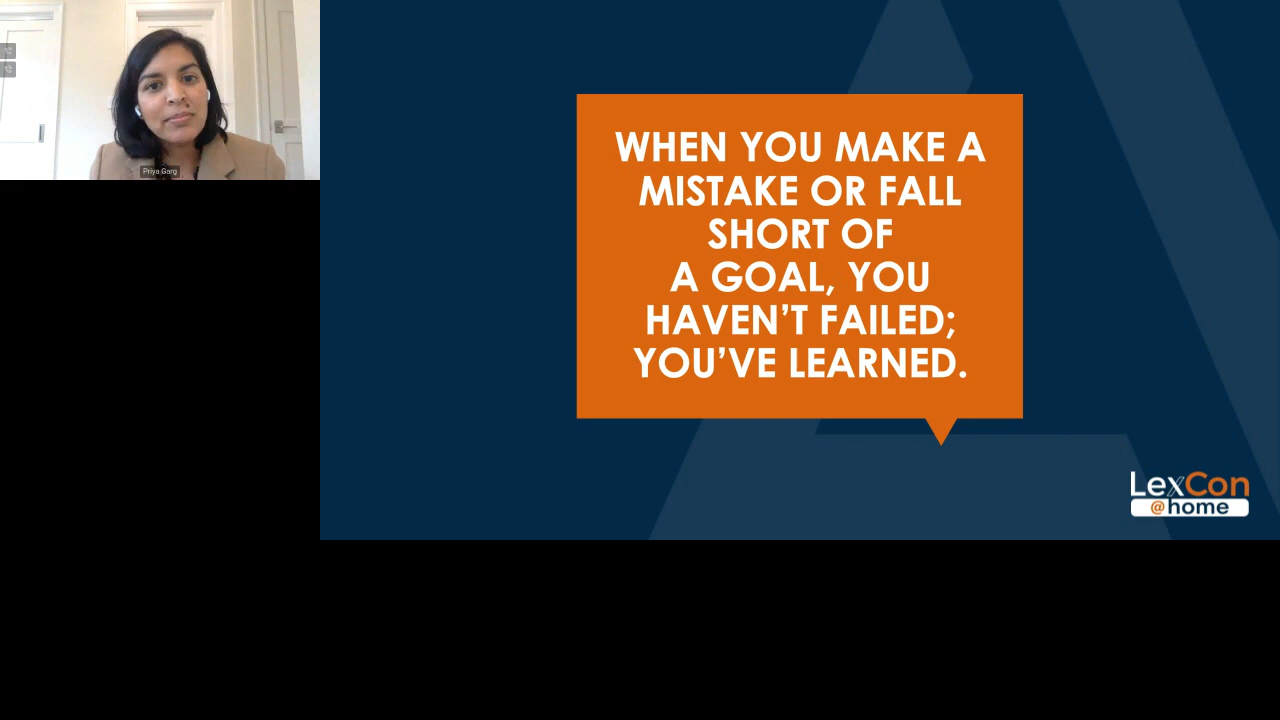 Priya Garg
WHEN YOU MAKE A
MISTAKE OR FALL
SHORT OF
A GOAL, YOU
HAVEN’T FAILED;
YOU’VE LEARNED.
LexCon
@home